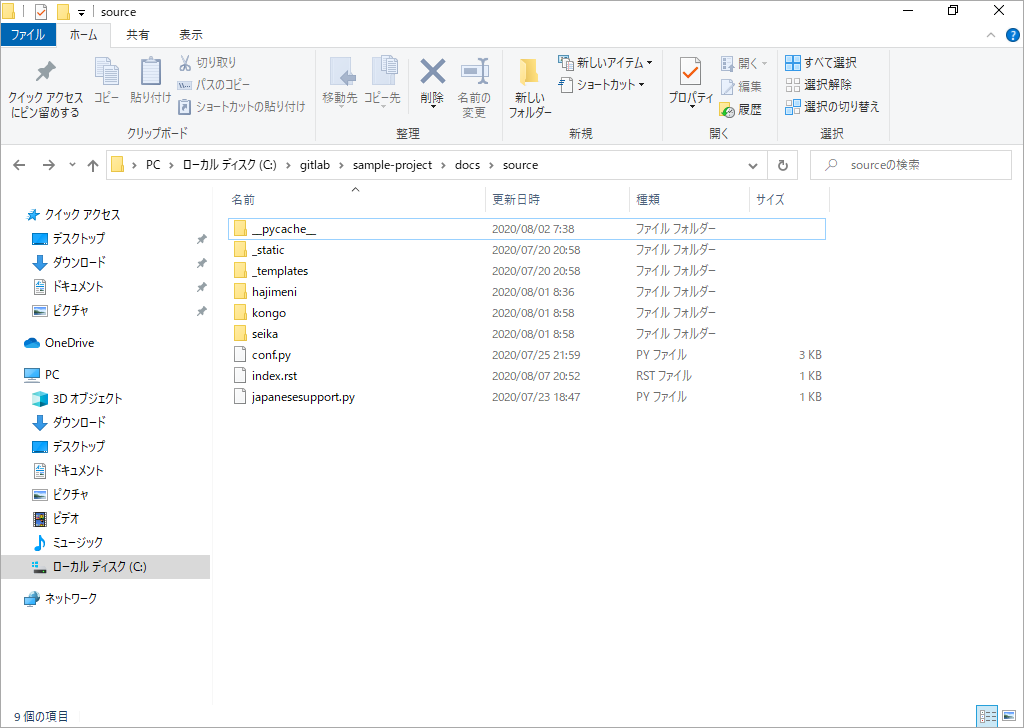 source
ファイル ホーム 共有 表示
クイック アクセス
にピン留めする
コピー
貼り付け
切り取り
パスのコピー
ショートカットの貼り付け
クリップボード
移動先
コピー先
削除
名前の
変更
整理
新しい
フォルダー
新しいアイテム
ショートカット
新規
プロパティ
開く
編集
履歴
開く
すべて選択
選択解除
選択の切り替え
選択
PC > ローカル ディスク (C:) > gitlab > sample-project > docs > source
sourceの検索
名前 更新日時 種類 サイズ
__pycache__ 2020/08/02 7:38 ファイル フォルダー
_static 2020/07/20 20:58 ファイル フォルダー
_templates 2020/07/20 20:58 ファイル フォルダー
hajimeni 2020/08/01 8:36 ファイル フォルダー
kongo 2020/08/01 8:58 ファイル フォルダー
seika 2020/08/01 8:58 ファイル フォルダー
conf.py 2020/07/25 21:59 PY ファイル 3 KB
index.rst 2020/08/07 20:52 RST ファイル 1 KB
japanesesupport.py 2020/07/23 18:47 PY ファイル 1 KB
クイック アクセス
デスクトップ
ダウンロード
ドキュメント
ピクチャ
OneDrive
PC
3D オブジェクト
ダウンロード
デスクトップ
ドキュメント
ピクチャ
ビデオ
ミュージック
ローカル ディスク (C:)
ネットワーク
9 個の項目